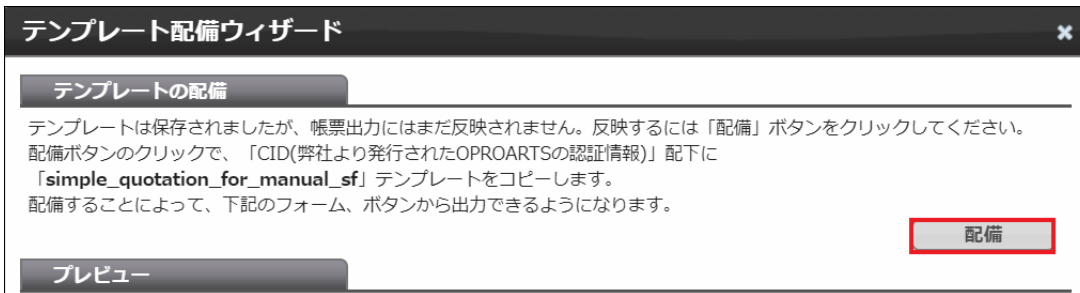 テンプレート配備ウィザード
テンプレートの配備
テンプレートは保存されましたが、帳票出力にはまだ反映されません。反映するには「配備」ボタンをクリックしてください。
配備ボタンのクリックで、「CID(弊社より発行されたOPROARTSの認証情報)」配下に
「simple_quotation_for_manual_sf」テンプレートをコピーします。
配備することによって、下記のフォーム、ボタンから出力できるようになります。
配備
プレビュー